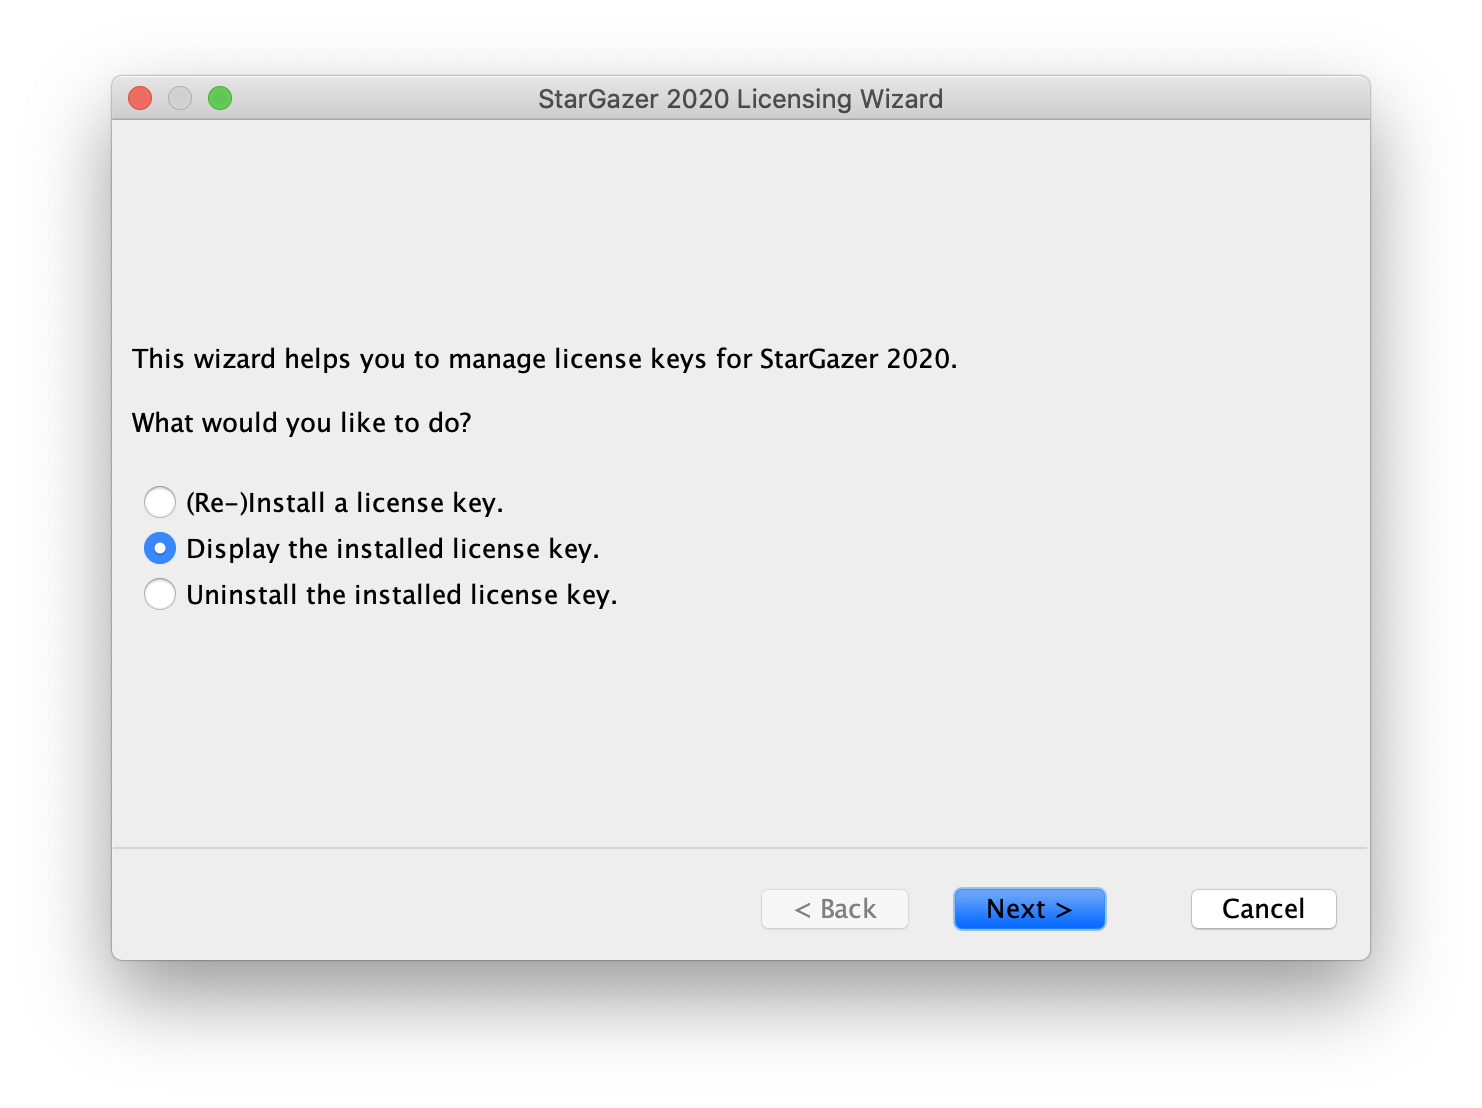 StarGazer 2020 Licensing Wizard
This wizard helps you to manage license keys for StarGazer 2020.
What would you like to do?
(Re-)Install a license key.
Display the installed license key.
Uninstall the installed license key.
< Back
Next >
Cancel